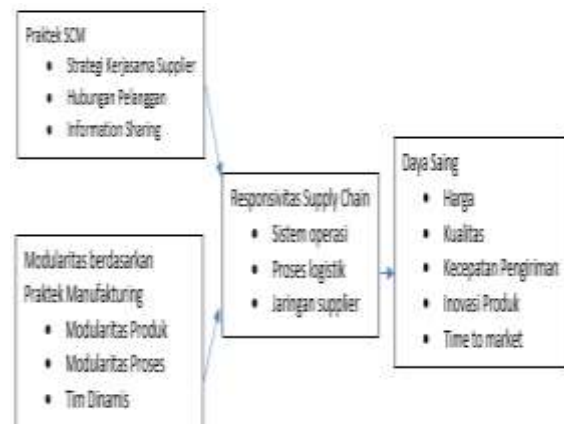 Praktek SCM
• Strategi Kerjasama Supplier
• Hubungan Pelanggan
• Information Sharing
Modularitas berdasarkan
Praktek Manufakturing
• Modularitas Produk
• Modularitas Proses
• Tim Dinamis
Responsivitas Supply Chain
• Sistem operasi
• Proses logistik
• Jaringan supplier
Daya Saing
• Harga
• Kualitas
• Kecepatan Pengiriman
• Inovasi Produk
• Time to market